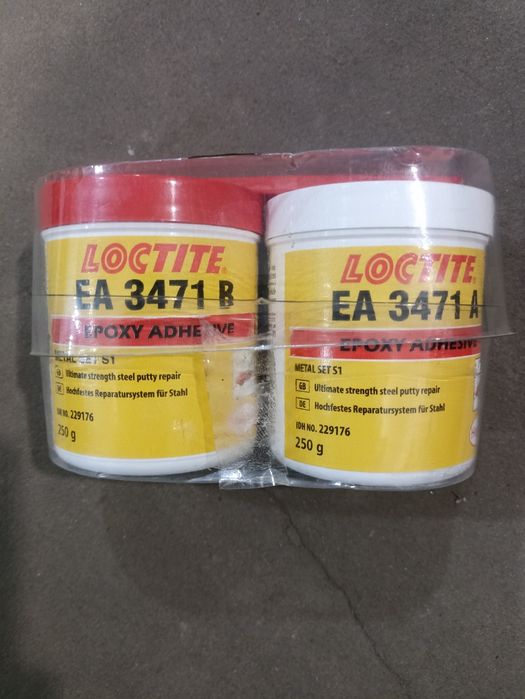 LOCTITE
EA 3471 B
EPOXY ADHESIVE
METAL SET S1
GB Ultimate strength steel putty repair
DE Hochfestes Reparatursystem für Stahl
IDH No. 229176
250 g
LOCTITE
EA 3471 A
EPOXY ADHESIVE
METAL SET S1
GB Ultimate strength steel putty repair
DE Hochfestes Reparatursystem für Stahl
IDH No. 229176
250 g